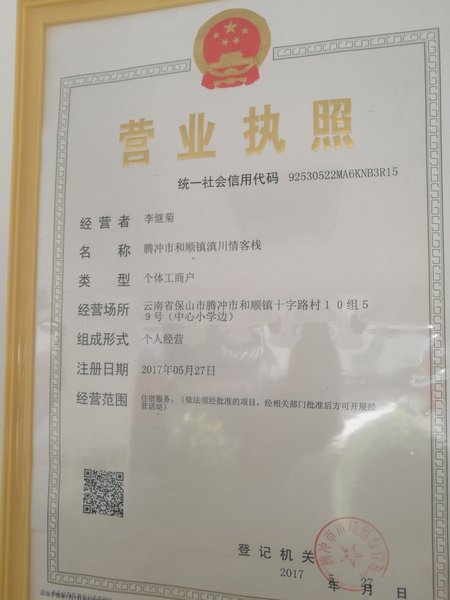 营业执照
统一社会信用代码 92530522MA6KNB3R15
经营者 李继菊
名称 腾冲市和顺镇滇川情客栈
类型 个体工商户
经营场所 云南省保山市腾冲市和顺镇十字路村10组5
9号(中心小学边)
组成形式 个人经营
注册日期 2017年05月27日
经营范围 住宿服务。(依法须经批准的项目、经相关部门批准后方可开展经
营活动)
登记机关
2017 年 月 27 日